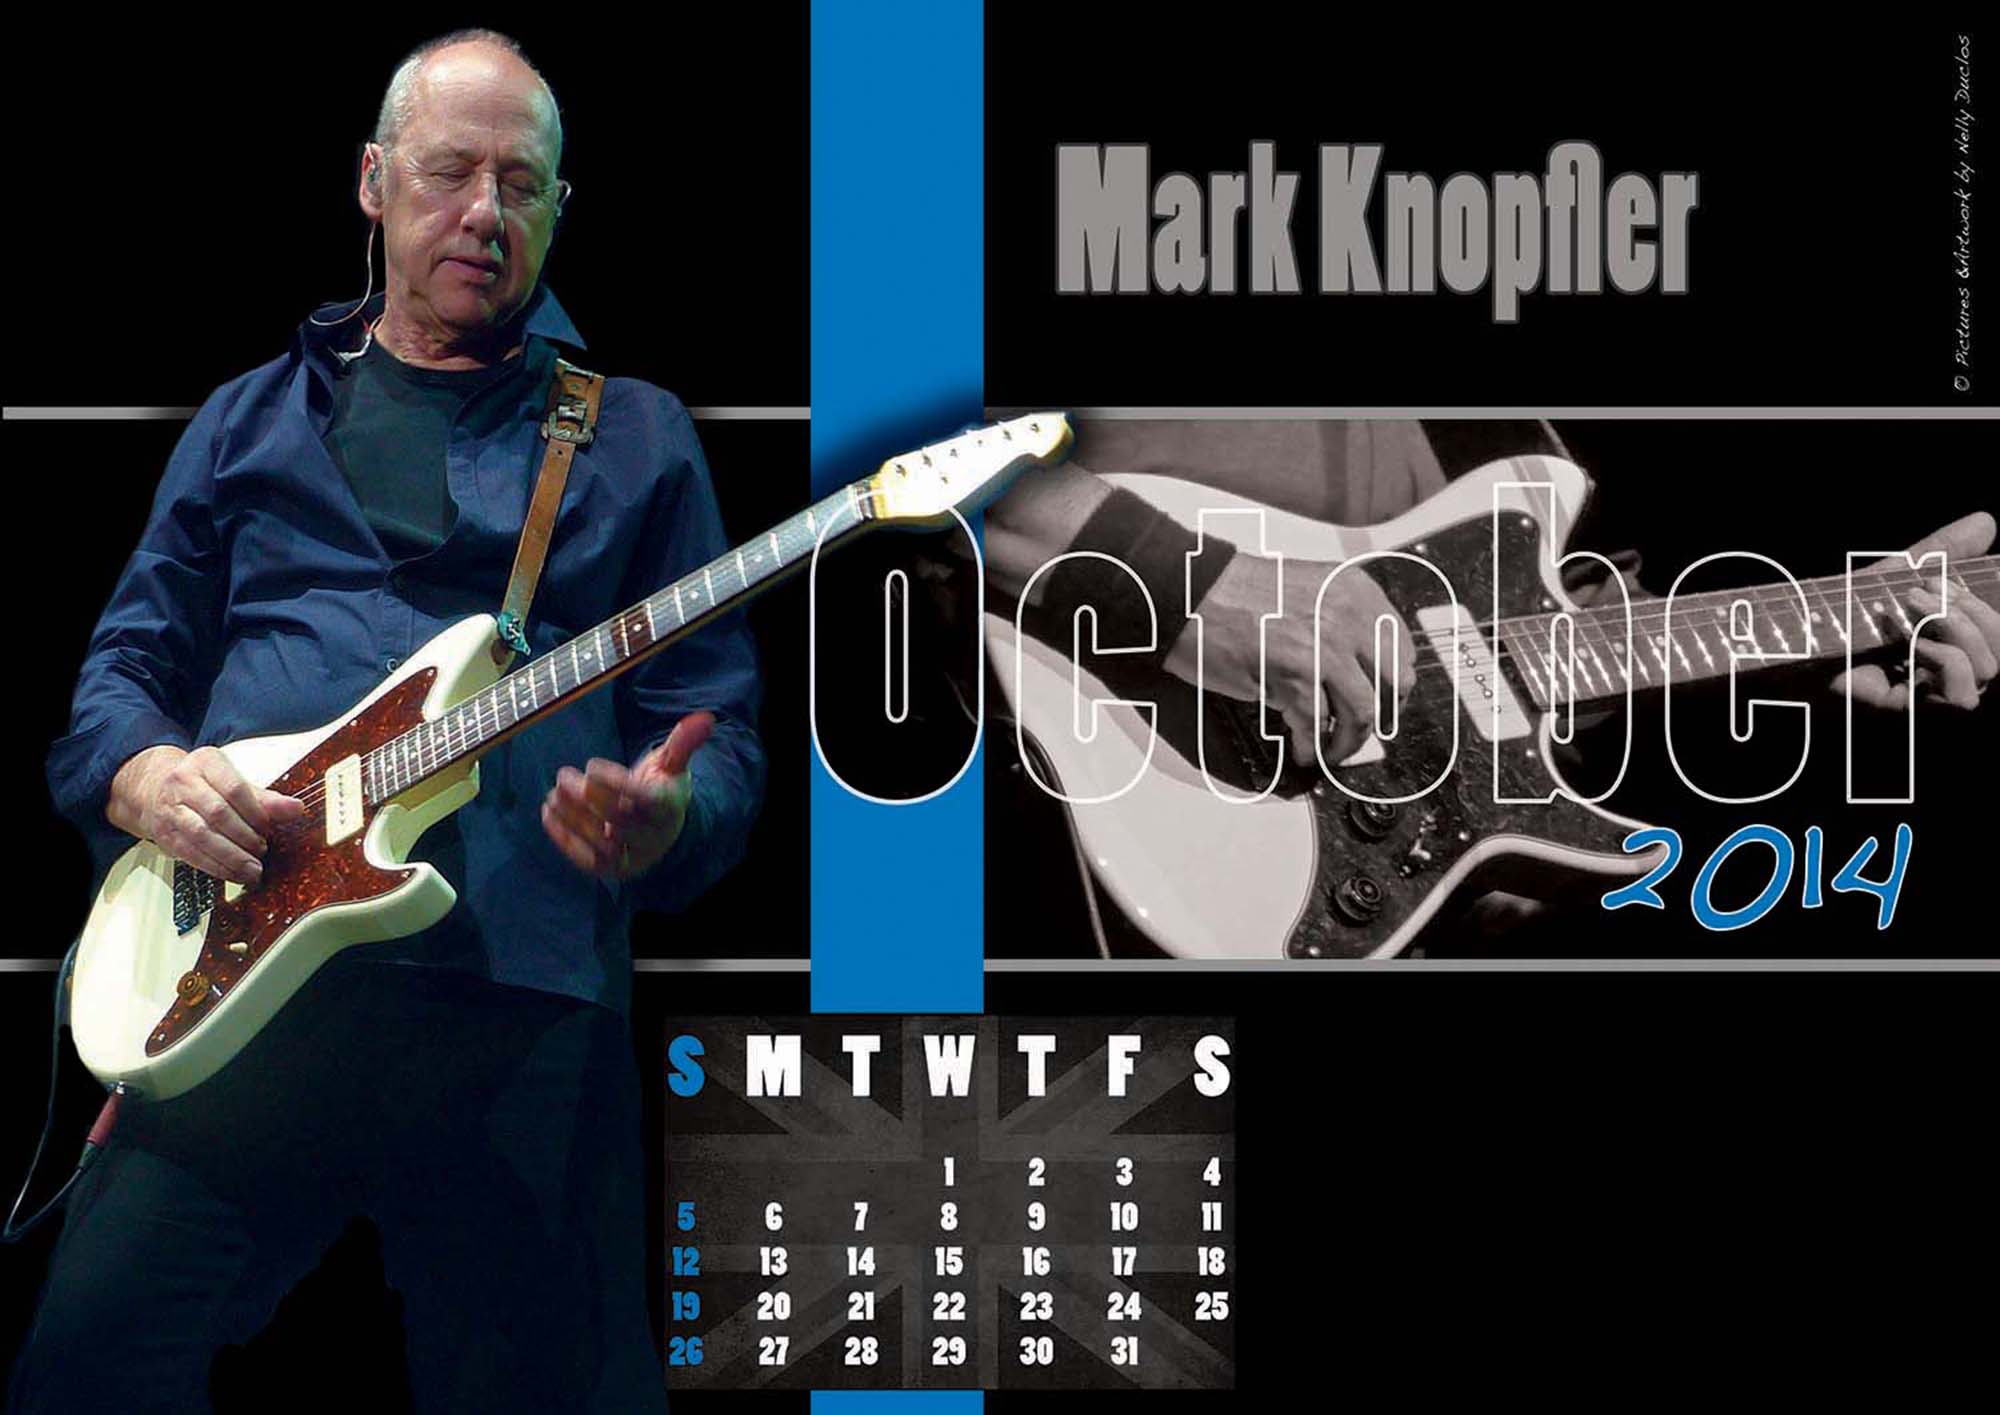 © Pictures & Artwork by Nelly Duclos
Mark Knopfler
October
2014
S M T W T F S
1 2 3 4
5 6 7 8 9 10 11
12 13 14 15 16 17 18
19 20 21 22 23 24 25
26 27 28 29 30 31